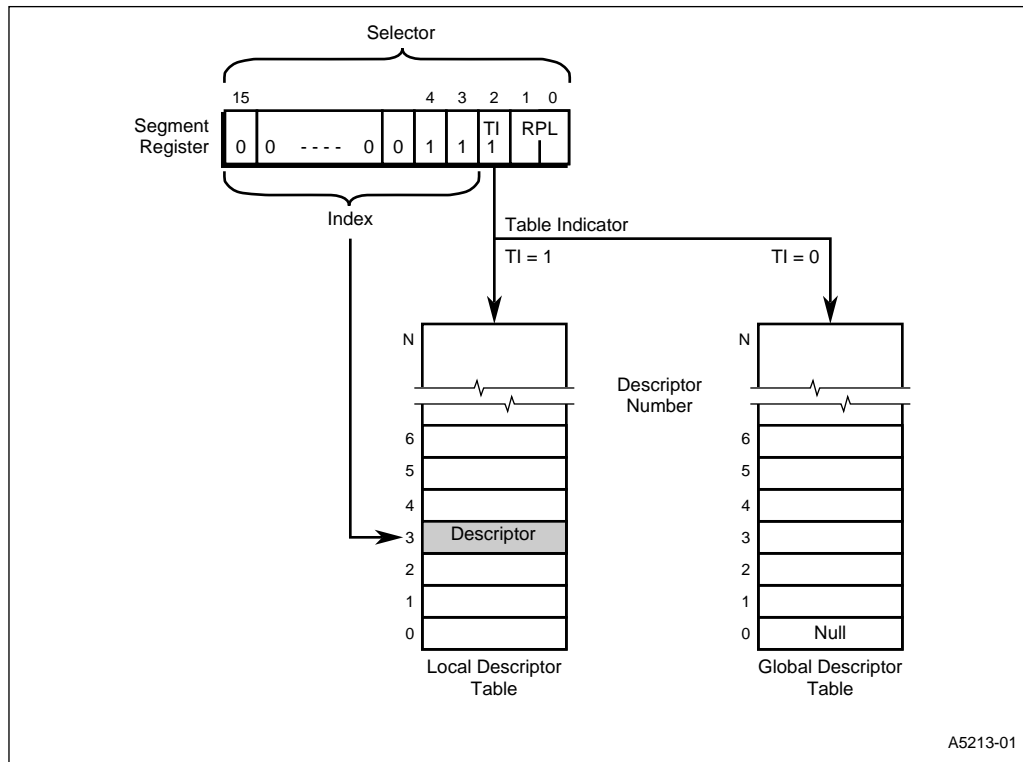 Selector
15 4 3 2 1 0
Segment
Register
TI RPL
0 0 - - - - 0 0 1 1 1
Index
Table Indicator
TI = 1 TI = 0
N N
Descriptor
Number
6 6
5 5
4 4
3 Descriptor 3
2 2
1 1
0 0 Null
Local Descriptor
Table
Global Descriptor
Table
A5213-01